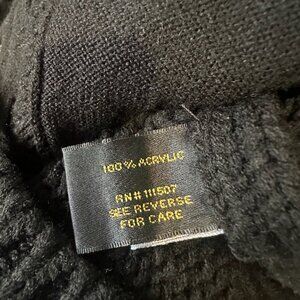 100% ACRYLIC
RN# 111507
SEE REVERSE
FOR CARE